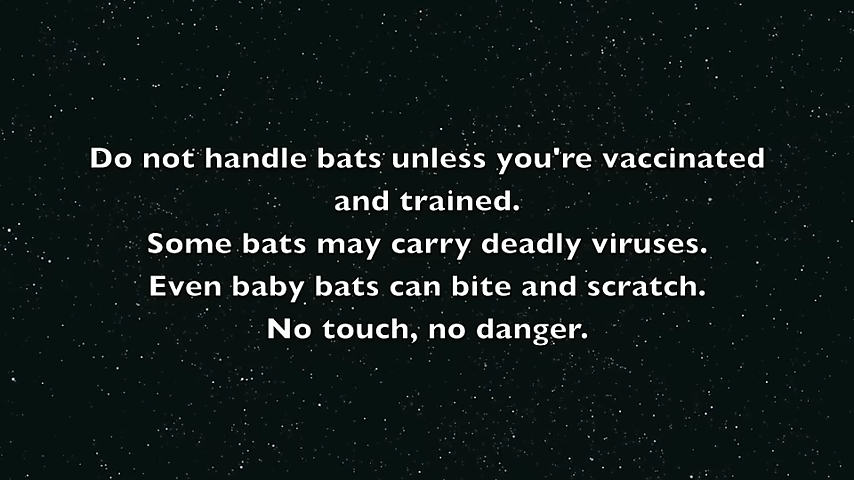 Do not handle bats unless you're vaccinated
and trained.
Some bats may carry deadly viruses.
Even baby bats can bite and scratch.
No touch, no danger.